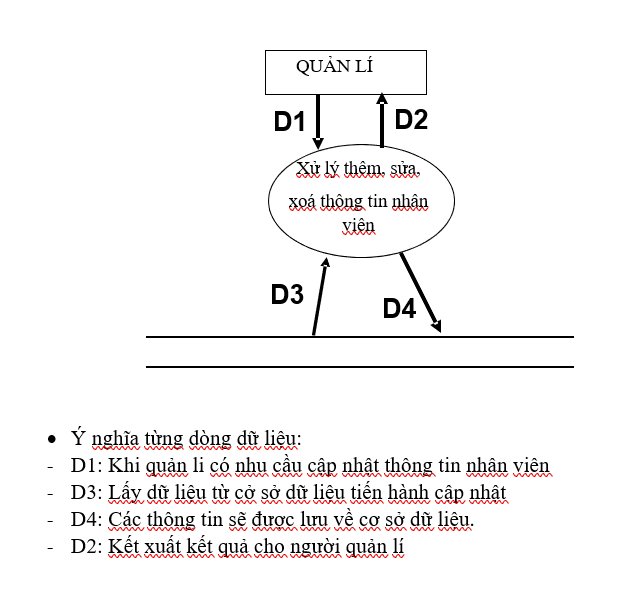 QUẢN LÍ
D1
D2
Xử lý thêm, sửa,
xoá thông tin nhân
viên
D3
D4
• Ý nghĩa từng dòng dữ liệu:
- D1: Khi quản li có nhu cầu cập nhật thông tin nhân viên
- D3: Lấy dữ liệu từ cở sở dữ liệu tiến hành cập nhật
- D4: Các thông tin sẽ được lưu về cơ sở dữ liệu.
- D2: Kết xuất kết quả cho người quản lí